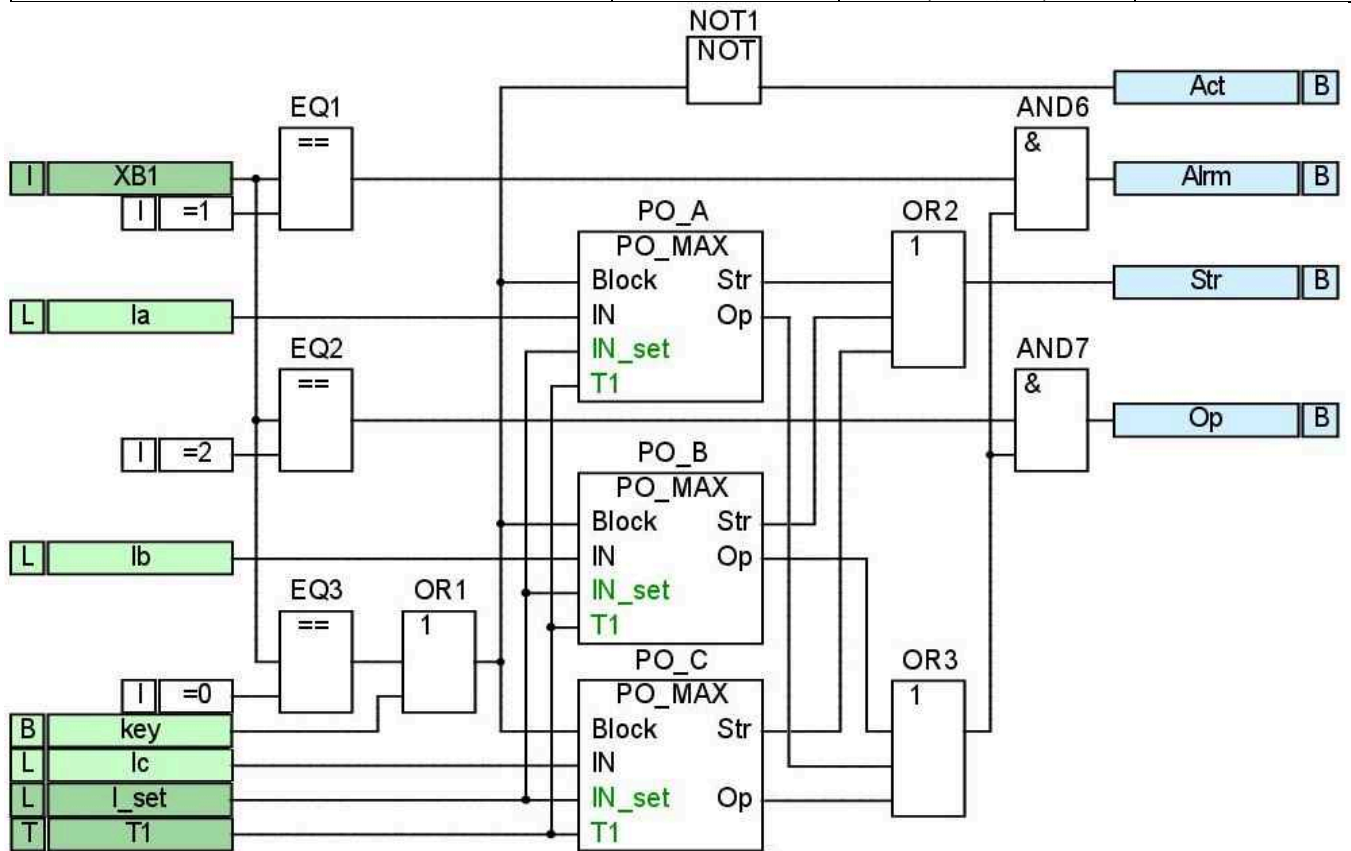 NOT1
NOT
Act B
EQ1
==
AND6
&
I XB1
Alrm B
I =1
PO_A
PO_MAX
OR2
1
Block Str
Str B
L Ia
IN Op
EQ2
==
IN_set
AND7
&
T1
Op B
I =2
PO_B
PO_MAX
Block Str
L Ib
IN Op
EQ3
==
OR1
1
IN_set
T1
PO_C
PO_MAX
OR3
1
I =0
B key
Block Str
L Ic
IN
L I_set
IN_set Op
T T1
T1